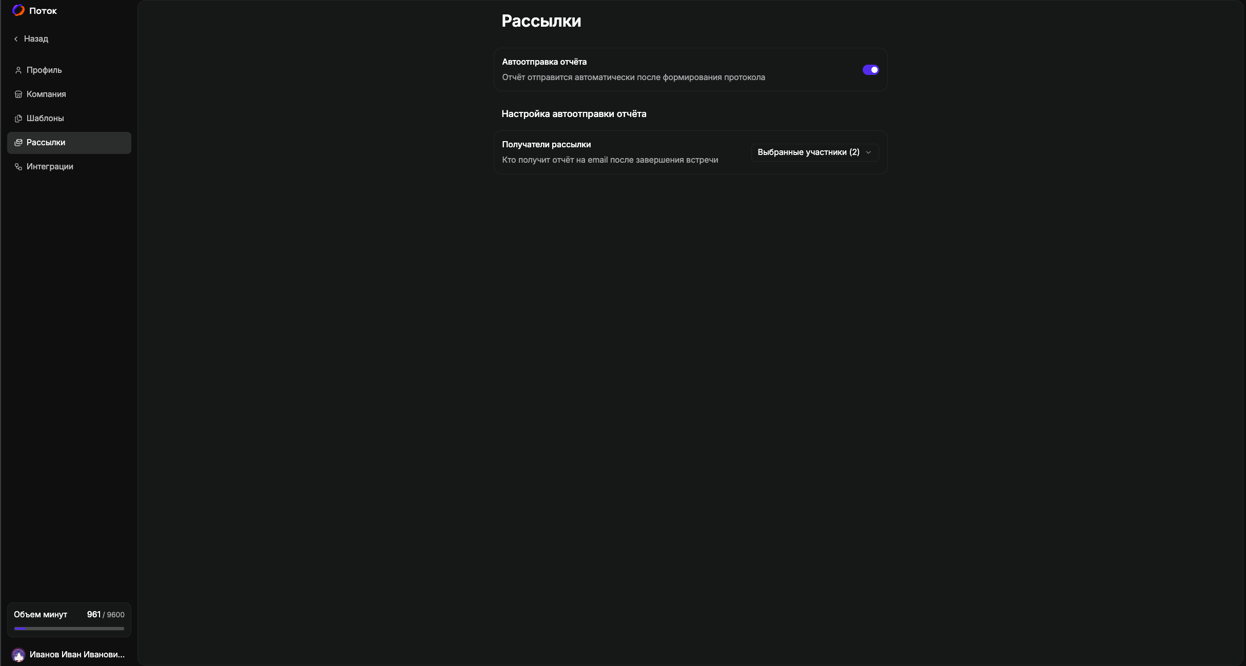 Поток
Назад
Профиль
Компания
Шаблоны
Рассылки
Интеграции
Объем минут 961 / 9600
Иванов Иван Иванови...
Рассылки
Автоотправка отчёта
Отчёт отправится автоматически после формирования протокола
Настройка автоотправки отчёта
Получатели рассылки
Кто получит отчёт на email после завершения встречи
Выбранные участники (2)